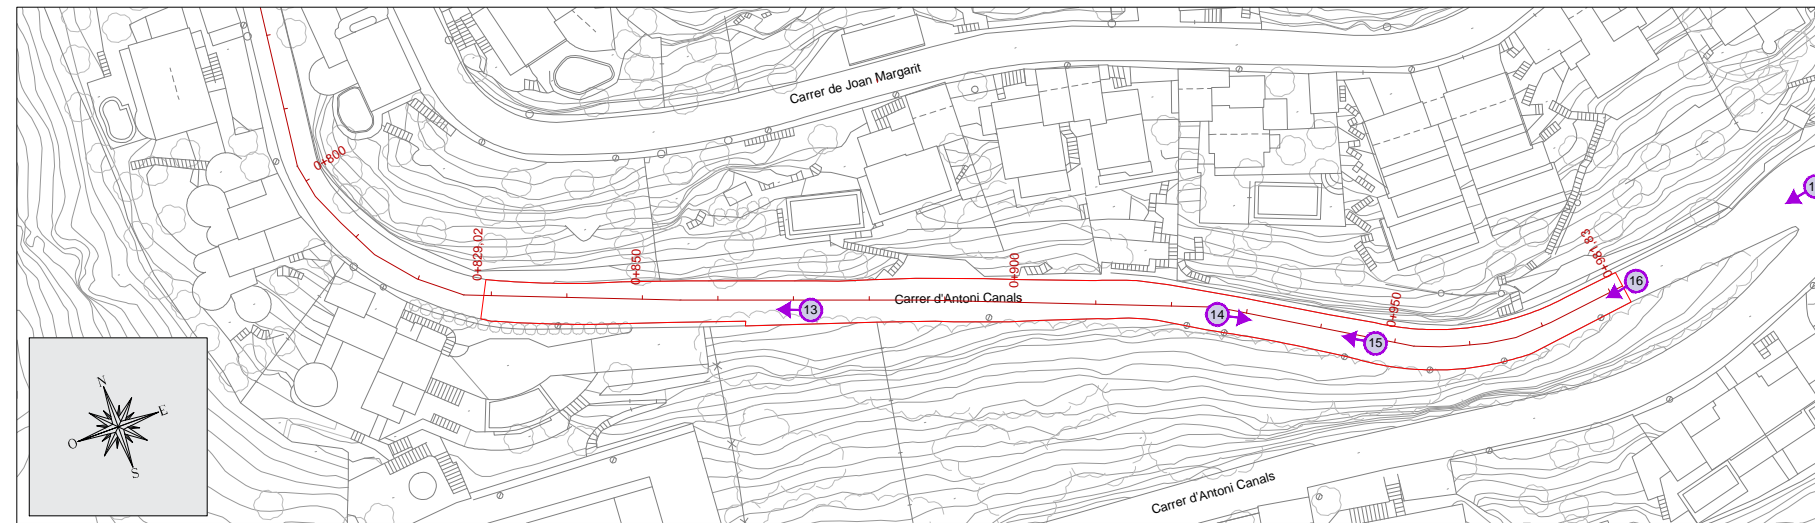 Carrer de Joan Margarit
0+800
0+829,02
0+850
0+900
0+950
0+981,83
Carrer d'Antoni Canals
13
14
15
16
N
E
O
S
Carrer d'Antoni Canals